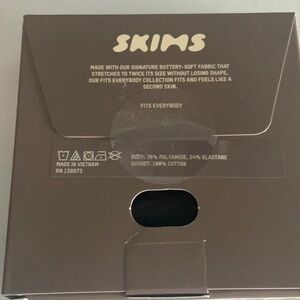 SKIMS
MADE WITH OUR SIGNATURE BUTTERY-SOFT FABRIC THAT
STRETCHES TO TWICE ITS SIZE WITHOUT LOSING SHAPE,
OUR FITS EVERYBODY COLLECTION FITS AND FEELS LIKE A
SECOND SKIN.
FITS EVERYBODY
BODY: 76% POLYAMIDE, 24% ELASTANE
GUSSET: 100% COTTON
MADE IN VIETNAM
RN 158973